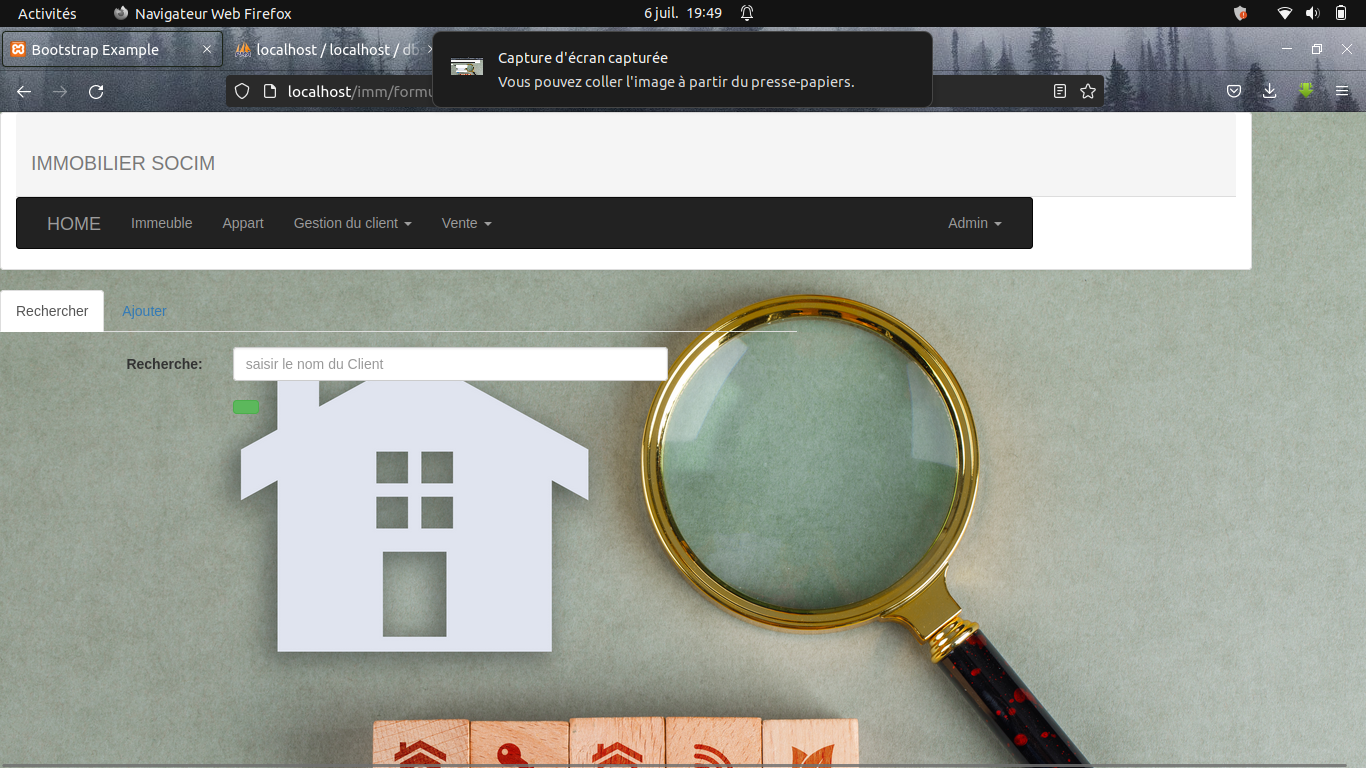 Activités Navigateur Web Firefox 6 juil. 19:49
Bootstrap Example localhost / localhost / dbs
Capture d'écran capturée
Vous pouvez coller l'image à partir du presse-papiers.
localhost/imm/formu
IMMOBILIER SOCIM
HOME Immeuble Appart Gestion du client Vente Admin
Rechercher Ajouter
Recherche: saisir le nom du Client